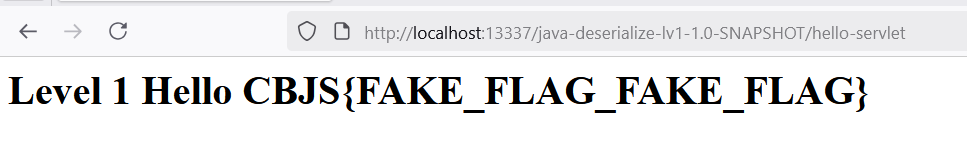 http://localhost:13337/java-deserialize-lv1-1.0-SNAPSHOT/hello-servlet
Level 1 Hello CBJS{FAKE_FLAG_FAKE_FLAG}